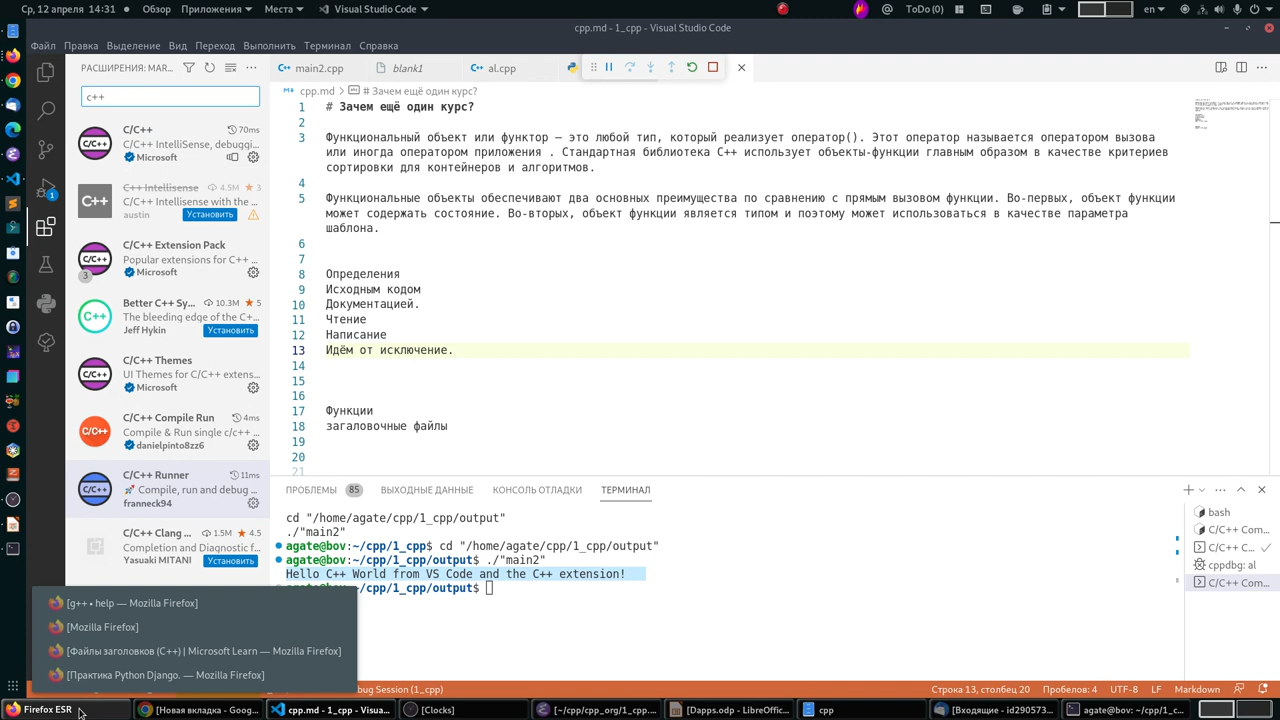 Ср, 12 апреля 14:31
Обзор
Приложения
Места
Visual Studio Code
ToDo (0)
en
cpp.md - 1_cpp - Visual Studio Code
Файл Правка Выделение Вид Переход Выполнить Терминал Справка
РАСШИРЕНИЯ: MAR...
main2.cpp
blank1
al.cpp
c++
cpp.md > # Зачем ещё один курс?
C/C++ 70ms
C/C++ IntelliSense, debuggi...
Microsoft
C++ Intellisense 4.5M 3
C/C++ Intellisense with the ...
austin Установить
C/C++ Extension Pack
Popular extensions for C++ ...
Microsoft
3
Better C++ Sy... 10.3M 5
The bleeding edge of the C+...
Jeff Hykin Установить
C/C++ Themes
UI Themes for C/C++ extens...
Microsoft
C/C++ Compile Run 4ms
Compile & Run single c/c++ ...
danielpinto8zz6
C/C++ Runner 11ms
🚀 Compile, run and debug ...
franneck94
C/C++ Clang ... 1.5M 4.5
Completion and Diagnostic f...
Yasuaki MITANI Установить
1 # Зачем ещё один курс?
2
3 Функциональный объект или функтор — это любой тип, который реализует оператор(). Этот оператор называется оператором вызова
или иногда оператором приложения . Стандартная библиотека C++ использует объекты-функции главным образом в качестве критериев
сортировки для контейнеров и алгоритмов.
4
5 Функциональные объекты обеспечивают два основных преимущества по сравнению с прямым вызовом функции. Во-первых, объект функции
может содержать состояние. Во-вторых, объект функции является типом и поэтому может использоваться в качестве параметра
шаблона.
6
7
8 Определения
9 Исходным кодом
10 Документацией.
11 Чтение
12 Написание
13 Идём от исключение.
14
15
16
17 Функции
18 загаловочные файлы
19
20
21
ПРОБЛЕМЫ 85 ВЫХОДНЫЕ ДАННЫЕ КОНСОЛЬ ОТЛАДКИ ТЕРМИНАЛ
cd "/home/agate/cpp/1_cpp/output"
./"main2"
agate@bov:~/cpp/1_cpp$ cd "/home/agate/cpp/1_cpp/output"
agate@bov:~/cpp/1_cpp/output$ ./"main2"
Hello C++ World from VS Code and the C++ extension!
agate@bov:~/cpp/1_cpp/output$
bash
C/C++ Com...
C/C++ C...
cppdbg: al
C/C++ Com...
[g++ • help — Mozilla Firefox]
[Mozilla Firefox]
[Файлы заголовков (C++) | Microsoft Learn — Mozilla Firefox]
[Практика Python Django. — Mozilla Firefox]
bug Session (1_cpp)
Строка 13, столбец 20 Пробелов: 4 UTF-8 LF Markdown
Firefox ESR
[Новая вкладка - Goog...
cpp.md - 1_cpp - Visua...
[Clocks]
[~/cpp/cpp_org/1_cpp....
[Dapps.odp - LibreOffic...
cpp
[Входящие - id290573...
agate@bov: ~/cpp/1_c...